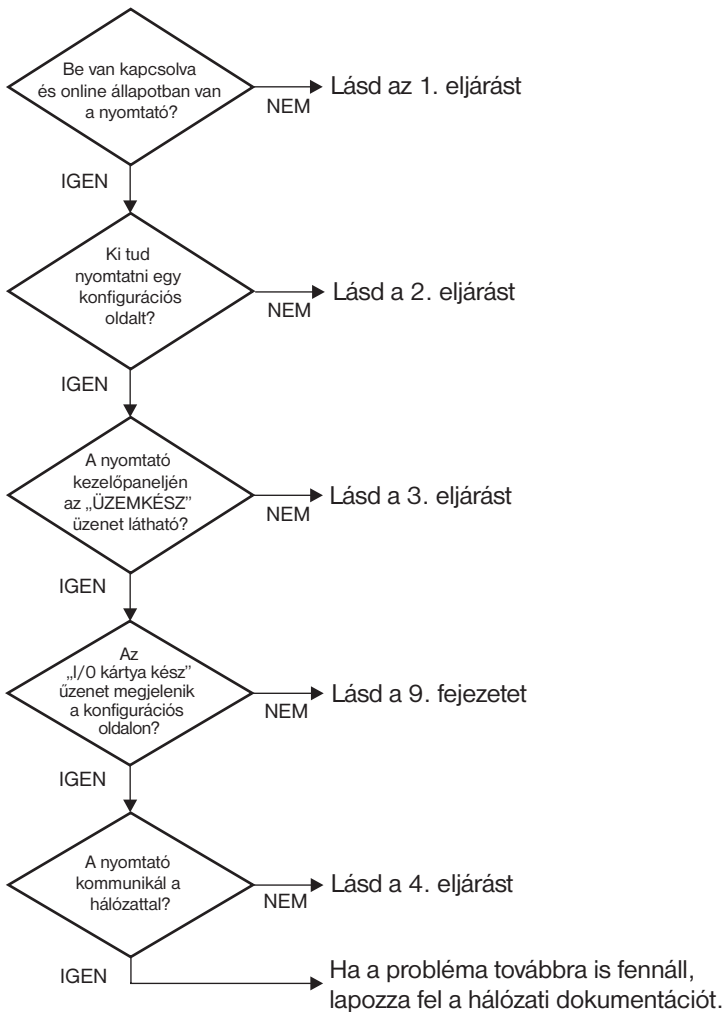 Be van kapcsolva
és online állapotban van
a nyomtató?
NEM
Lásd az 1. eljárást
IGEN
Ki tud
nyomtatni egy
konfigurációs
oldalt?
NEM
Lásd a 2. eljárást
IGEN
A nyomtató
kezelőpaneljén
az „ÜZEMKÉSZ”
üzenet látható?
NEM
Lásd a 3. eljárást
IGEN
Az
„I/0 kártya kész”
űzenet megjelenik
a konfigurációs
oldalon?
NEM
Lásd a 9. fejezetet
IGEN
A nyomtató
kommunikál a
hálózattal?
NEM
Lásd a 4. eljárást
IGEN
Ha a probléma továbbra is fennáll,
lapozza fel a hálózati dokumentációt.